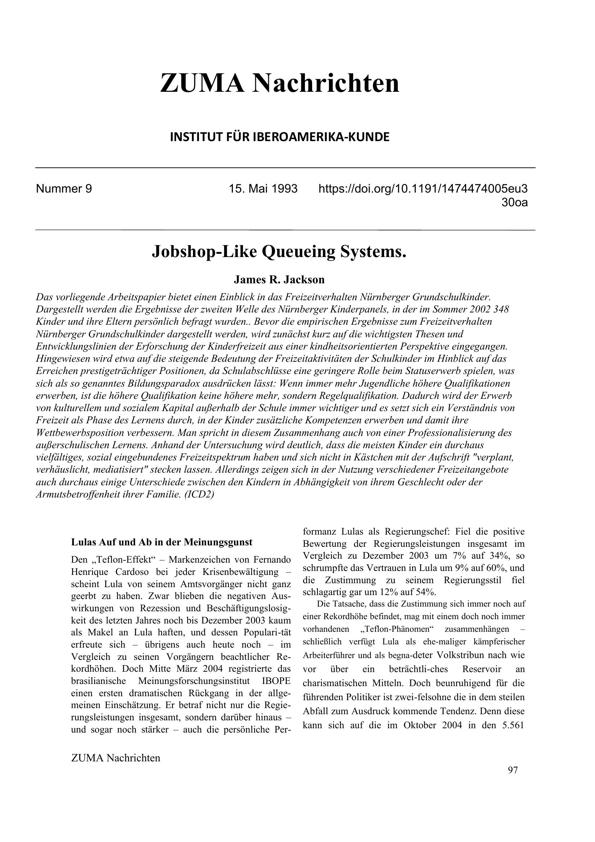 ZUMA Nachrichten
INSTITUT FÜR IBEROAMERIKA-KUNDE
Nummer 9 15. Mai 1993 https://doi.org/10.1191/1474474005eu3
30oa
Jobshop-Like Queueing Systems.
James R. Jackson
Das vorliegende Arbeitspapier bietet einen Einblick in das Freizeitverhalten Nürnberger Grundschulkinder.
Dargestellt werden die Ergebnisse der zweiten Welle des Nürnberger Kinderpanels, in der im Sommer 2002 348
Kinder und ihre Eltern persönlich befragt wurden.. Bevor die empirischen Ergebnisse zum Freizeitverhalten
Nürnberger Grundschulkinder dargestellt werden, wird zunächst kurz auf die wichtigsten Thesen und
Entwicklungslinien der Erforschung der Kinderfreizeit aus einer kindheitsorientierten Perspektive eingegangen.
Hingewiesen wird etwa auf die steigende Bedeutung der Freizeitaktivitäten der Schulkinder im Hinblick auf das
Erreichen prestigeträchtiger Positionen, da Schulabschlüsse eine geringere Rolle beim Statuserwerb spielen, was
sich als so genanntes Bildungsparadox ausdrücken lässt: Wenn immer mehr Jugendliche höhere Qualifikationen
erwerben, ist die höhere Qualifikation keine höhere mehr, sondern Regelqualifikation. Dadurch wird der Erwerb
von kulturellem und sozialem Kapital außerhalb der Schule immer wichtiger und es setzt sich ein Verständnis von
Freizeit als Phase des Lernens durch, in der Kinder zusätzliche Kompetenzen erwerben und damit ihre
Wettbewerbsposition verbessern. Man spricht in diesem Zusammenhang auch von einer Professionalisierung des
außerschulischen Lernens. Anhand der Untersuchung wird deutlich, dass die meisten Kinder ein durchaus
vielfältiges, sozial eingebundenes Freizeitspektrum haben und sich nicht in Kästchen mit der Aufschrift "verplant,
verhäuslicht, mediatisiert" stecken lassen. Allerdings zeigen sich in der Nutzung verschiedener Freizeitangebote
auch durchaus einige Unterschiede zwischen den Kindern in Abhängigkeit von ihrem Geschlecht oder der
Armutsbetroffenheit ihrer Familie. (ICD2)
Lulas Auf und Ab in der Meinungsgunst
Den „Teflon-Effekt“ – Markenzeichen von Fernando
Henrique Cardoso bei jeder Krisenbewältigung –
scheint Lula von seinem Amtsvorgänger nicht ganz
geerbt zu haben. Zwar blieben die negativen Aus-
wirkungen von Rezession und Beschäftigungslosig-
keit des letzten Jahres noch bis Dezember 2003 kaum
als Makel an Lula haften, und dessen Populari-tät
erfreute sich – übrigens auch heute noch – im
Vergleich zu seinen Vorgängern beachtlicher Re-
kordhöhen. Doch Mitte März 2004 registrierte das
brasilianische Meinungsforschungsinstitut IBOPE
einen ersten dramatischen Rückgang in der allge-
meinen Einschätzung. Er betraf nicht nur die Regie-
rungsleistungen insgesamt, sondern darüber hinaus –
und sogar noch stärker – auch die persönliche Per-
formanz Lulas als Regierungschef: Fiel die positive
Bewertung der Regierungsleistungen insgesamt im
Vergleich zu Dezember 2003 um 7% auf 34%, so
schrumpfte das Vertrauen in Lula um 9% auf 60%, und
die Zustimmung zu seinem Regierungsstil fiel
schlagartig gar um 12% auf 54%.
Die Tatsache, dass die Zustimmung sich immer noch auf
einer Rekordhöhe befindet, mag mit einem doch noch immer
vorhandenen „Teflon-Phänomen“ zusammenhängen –
schließlich verfügt Lula als ehe-maliger kämpferischer
Arbeiterführer und als begna-deter Volkstribun nach wie
vor über ein beträchtli-ches Reservoir an
charismatischen Mitteln. Doch beunruhigend für die
führenden Politiker ist zwei-felsohne die in dem steilen
Abfall zum Ausdruck kommende Tendenz. Denn diese
kann sich auf die im Oktober 2004 in den 5.561
ZUMA Nachrichten
97